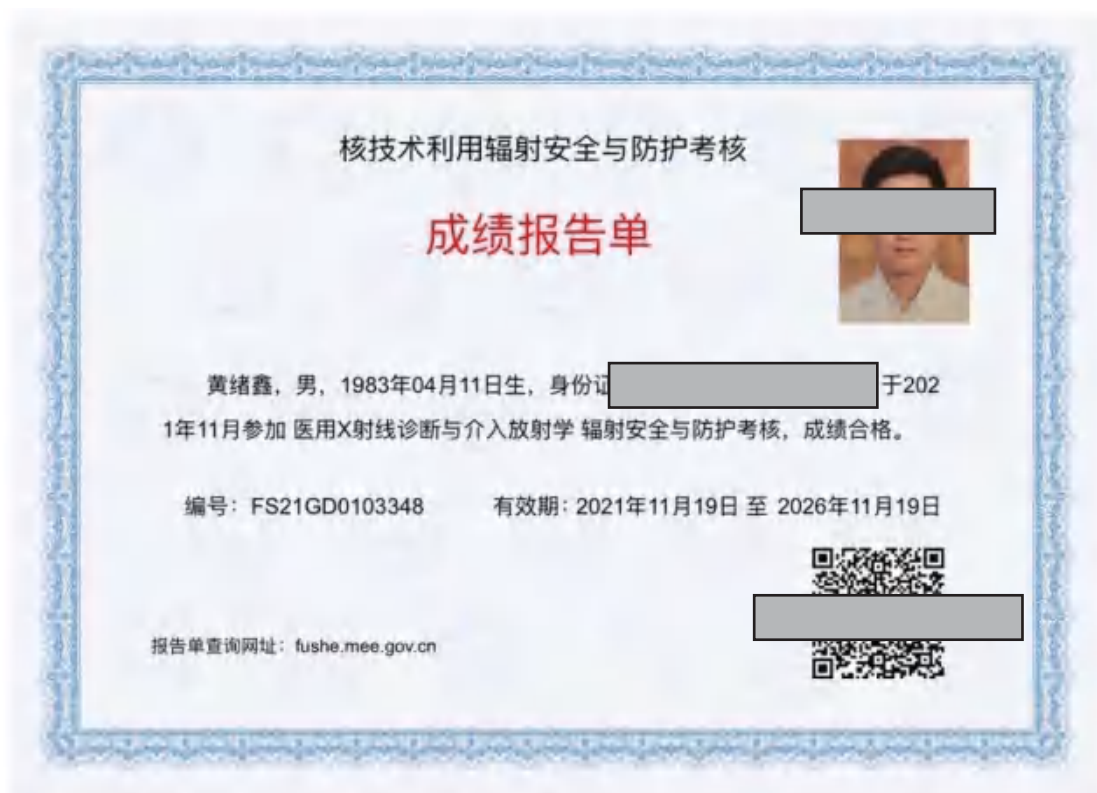 核技术利用辐射安全与防护考核
成绩报告单
黄绪鑫，男，1983年04月11日生，身份证 于202
1年11月参加 医用X射线诊断与介入放射学 辐射安全与防护考核，成绩合格。
编号：FS21GD0103348 有效期：2021年11月19日 至 2026年11月19日
报告单查询网址：fushe.mee.gov.cn